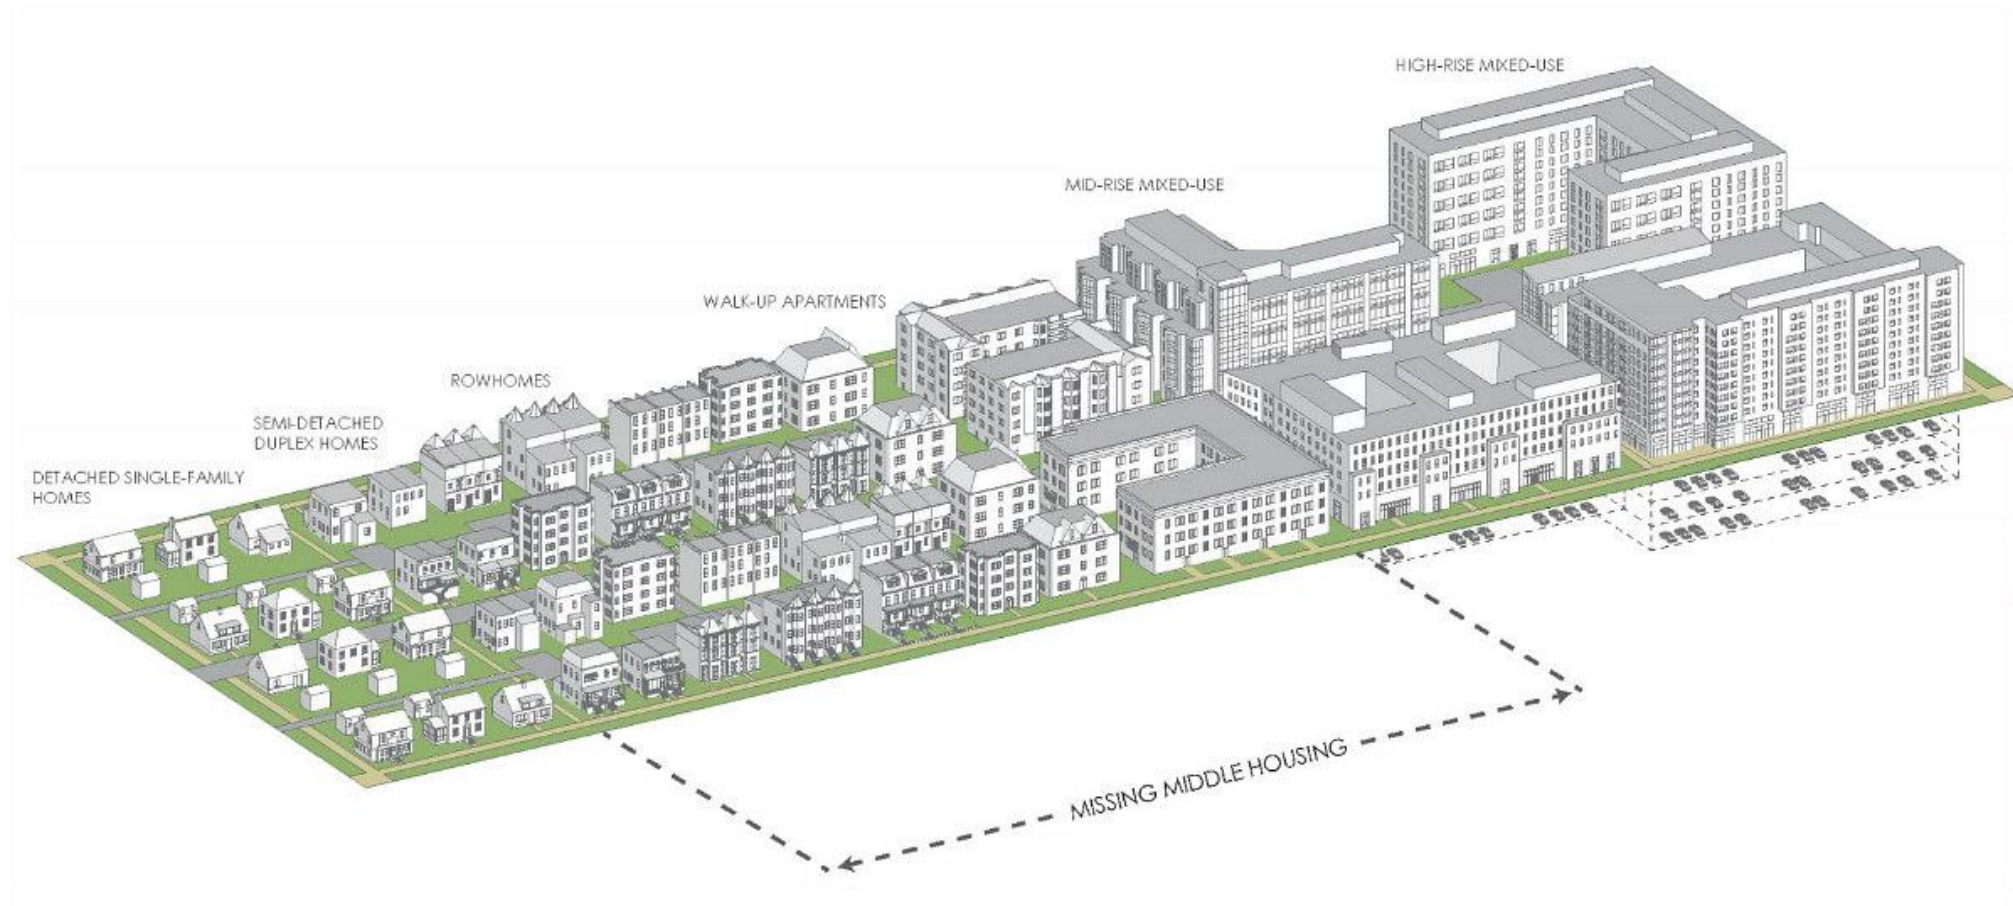 HIGH-RISE MIXED-USE
MID-RISE MIXED-USE
WALK-UP APARTMENTS
ROWHOMES
SEMI-DETACHED
DUPLEX HOMES
DETACHED SINGLE-FAMILY
HOMES
MISSING MIDDLE HOUSING